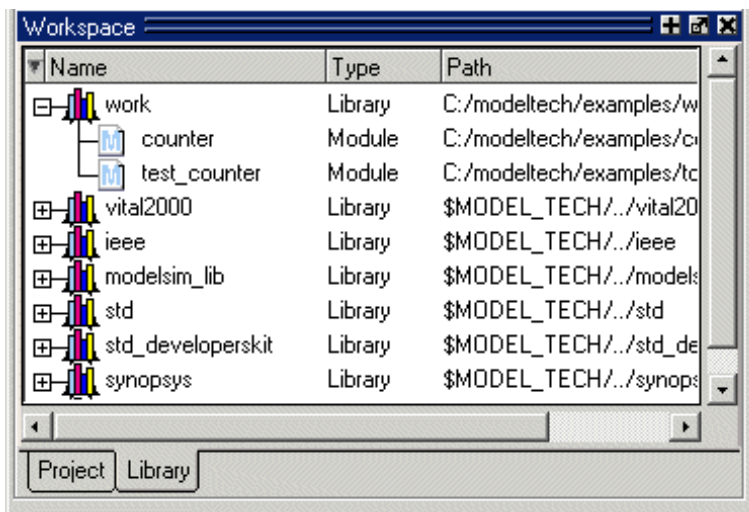 Workspace
Name Type Path
work Library C:/modeltech/examples/w
counter Module C:/modeltech/examples/c
test_counter Module C:/modeltech/examples/tc
vital2000 Library $MODEL_TECH/../vital20
ieee Library $MODEL_TECH/../ieee
modelsim_lib Library $MODEL_TECH/../models
std Library $MODEL_TECH/../std
std_developerskit Library $MODEL_TECH/../std_de
synopsys Library $MODEL_TECH/../synops
Project Library